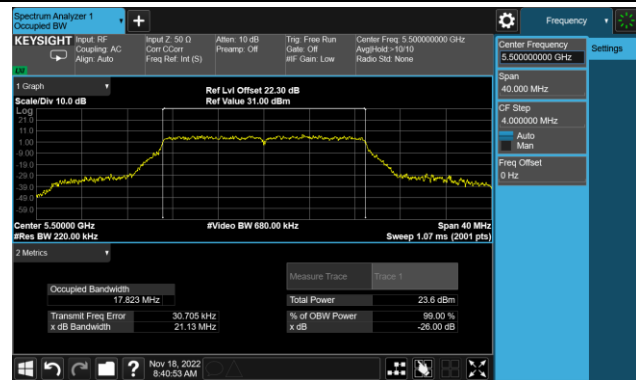 Spectrum Analyzer 1
Occupied BW
+
Frequency
KEYSIGHT
Input: RF
Coupling: AC
Align: Auto
Input Z: 50 Ω
Corr CCorr
Freq Ref: Int (S)
Atten: 10 dB
Preamp: Off
Trig: Free Run
Gate: Off
#IF Gain: Low
Center Freq: 5.500000000 GHz
Avg|Hold:>10/10
Radio Std: None
LW
Center Frequency
5.500000000 GHz
Settings
Span
40.000 MHz
CF Step
4.000000 MHz
Auto
Man
Freq Offset
0 Hz
1 Graph
Ref Lvl Offset 22.30 dB
Scale/Div 10.0 dB
Ref Value 31.00 dBm
Log
21.0
11.0
1.00
-9.00
-19.0
-29.0
-39.0
-49.0
-59.0
Center 5.50000 GHz
#Video BW 680.00 kHz
Span 40 MHz
#Res BW 220.00 kHz
Sweep 1.07 ms (2001 pts)
2 Metrics
Measure Trace
Trace 1
Occupied Bandwidth
17.823 MHz
Total Power
23.6 dBm
Transmit Freq Error
30.705 kHz
% of OBW Power
99.00 %
x dB Bandwidth
21.13 MHz
x dB
-26.00 dB
?
Nov 18, 2022
8:40:53 AM